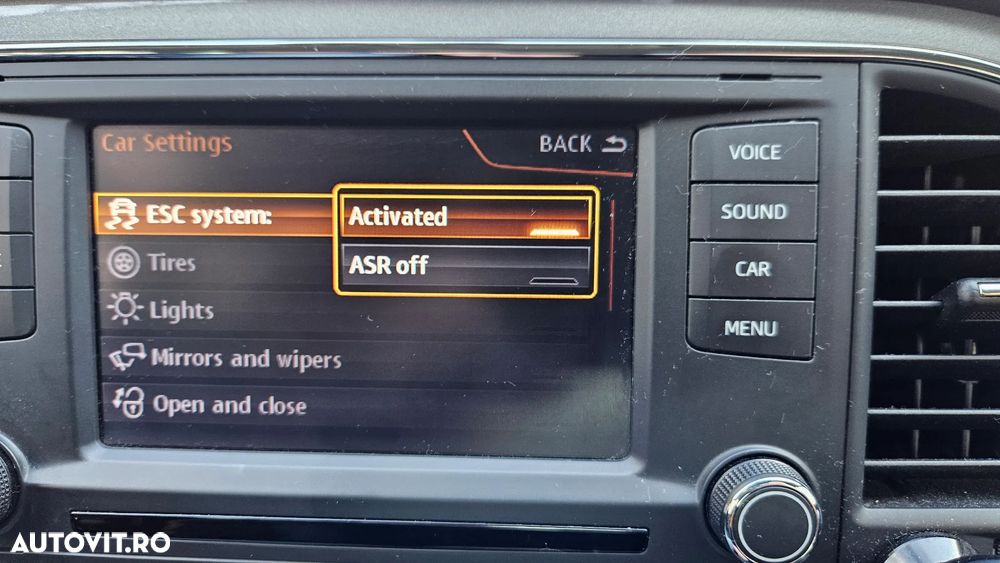 Car Settings
BACK
ESC system:
Activated
ASR off
Tires
Lights
Mirrors and wipers
Open and close
VOICE
SOUND
CAR
MENU
AUTOVIT.RO